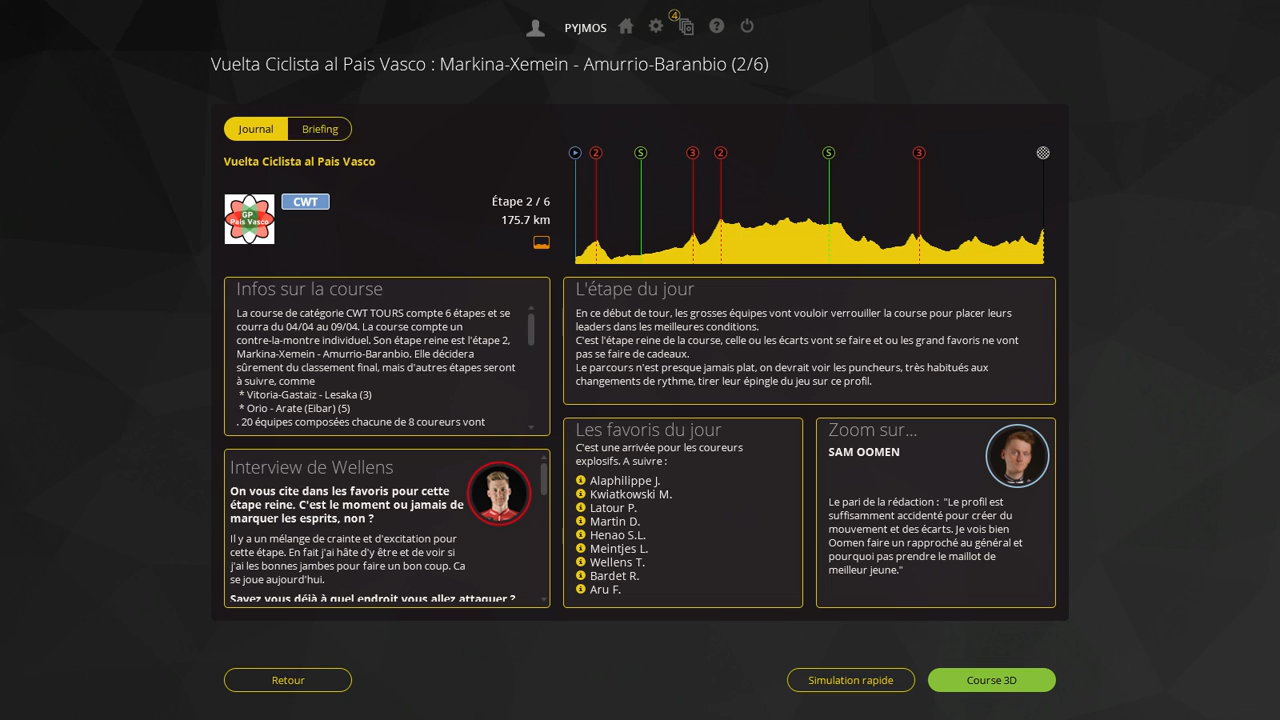 PYJMOS
4
Vuelta Ciclista al Pais Vasco : Markina-Xemein - Amurrio-Baranbio (2/6)
Journal
Briefing
Vuelta Ciclista al Pais Vasco
GP
Pais Vasco
CWT
Étape 2 / 6
175.7 km
2 S 3 2 S 3
Infos sur la course
La course de catégorie CWT TOURS compte 6 étapes et se
courra du 04/04 au 09/04. La course compte un
contre-la-montre individuel. Son étape reine est l'étape 2,
Markina-Xemein - Amurrio-Baranbio. Elle décidera
sûrement du classement final, mais d'autres étapes seront
à suivre, comme
* Vitoria-Gastaiz - Lesaka (3)
* Orio - Arate (Eibar) (5)
. 20 équipes composées chacune de 8 coureurs vont
L'étape du jour
En ce début de tour, les grosses équipes vont vouloir verrouiller la course pour placer leurs
leaders dans les meilleures conditions.
C'est l'étape reine de la course, celle ou les écarts vont se faire et ou les grand favoris ne vont
pas se faire de cadeaux.
Le parcours n'est presque jamais plat, on devrait voir les puncheurs, très habitués aux
changements de rythme, tirer leur épingle du jeu sur ce profil.
Interview de Wellens
On vous cite dans les favoris pour cette
étape reine. C'est le moment ou jamais de
marquer les esprits, non ?
Il y a un mélange de crainte et d'excitation pour
cette étape. En fait j'ai hâte d'y être et de voir si
j'ai les bonnes jambes pour faire un bon coup. Ca
se joue aujourd'hui.
Savez vous déjà à quel endroit vous allez attaquer ?
Les favoris du jour
C'est une arrivée pour les coureurs
explosifs. A suivre :
Alaphilippe J.
Kwiatkowski M.
Latour P.
Martin D.
Henao S.L.
Meintjes L.
Wellens T.
Bardet R.
Aru F.
Zoom sur...
SAM OOMEN
Le pari de la rédaction : "Le profil est
suffisamment accidenté pour créer du
mouvement et des écarts. Je vois bien
Oomen faire un rapproché au général et
pourquoi pas prendre le maillot de
meilleur jeune."
Retour
Simulation rapide
Course 3D